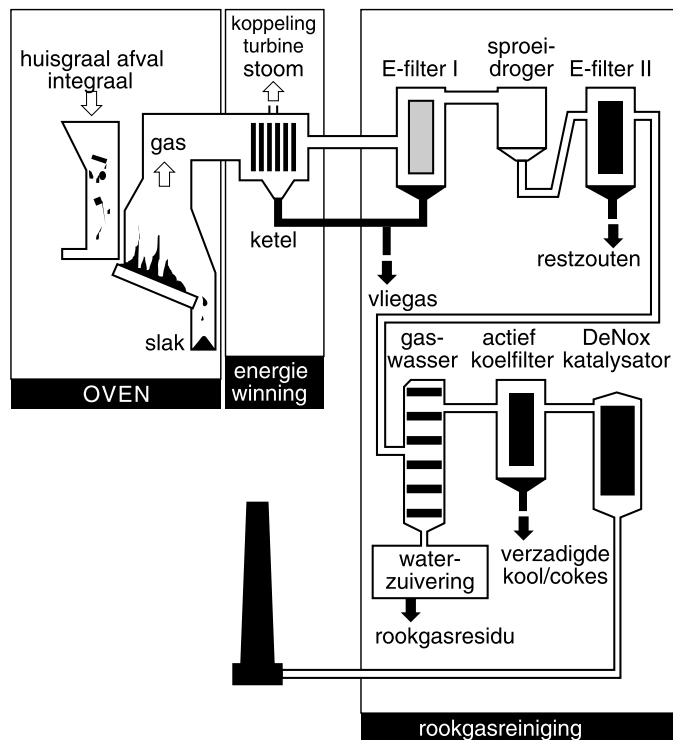 huisgraal afval
integraal
gas
slak
OVEN
koppeling
turbine
stoom
ketel
energie
winning
E-filter I
sproei-
droger
E-filter II
restzouten
vliegas
gas-
wasser
actief
koelfilter
DeNox
katalysator
water-
zuivering
verzadigde
kool/cokes
rookgasresidu
rookgasreiniging